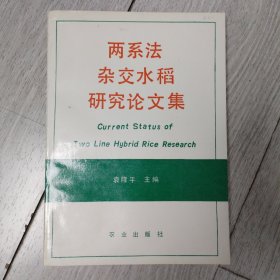 两系法
杂交水稻
研究论文集
Current Status of
Two Line Hybrid Rice Research
袁隆平 主编
农业出版社